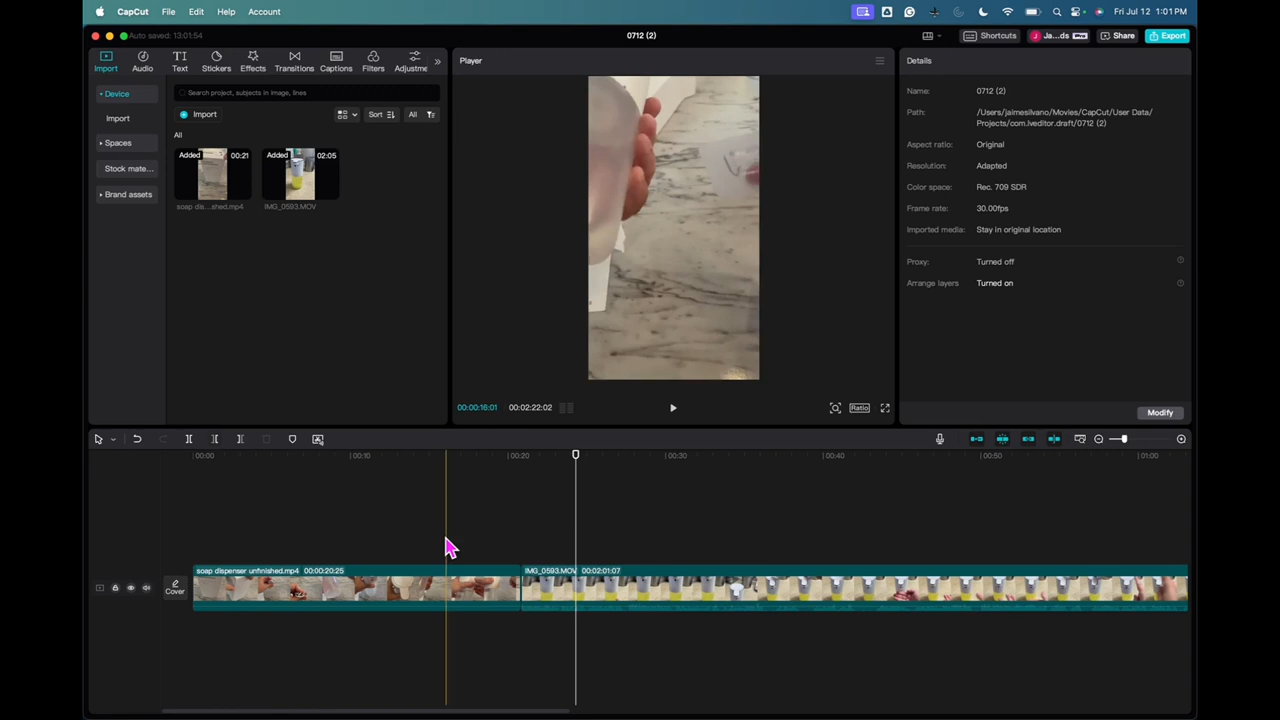 CapCut File Edit Help Account Fri Jul 12 1:01 PM
Auto saved: 13:01:54 0712 (2) Shortcuts Ja...ds Pro Share Export
Import Audio Text Stickers Effects Transitions Captions Filters Adjustme
Player
Details
Device
Import
Spaces
Stock mate...
Brand assets
Search project, subjects in image, lines
Import Sort All
All
Added 00:21 Added 02:05
soap dis...shed.mp4 IMG_0593.MOV
Name: 0712 (2)
Path: /Users/jaimesilvano/Movies/CapCut/User Data/
Projects/com.lveditor.draft/0712 (2)
Aspect ratio: Original
Resolution: Adapted
Color space: Rec. 709 SDR
Frame rate: 30.00fps
Imported media: Stay in original location
Proxy: Turned off
Arrange layers Turned on
00:00:16:01 00:02:22:02 Ratio
Modify
00:00 00:10 00:20 00:30 00:40 00:50 01:00
soap dispenser unfinished.mp4 00:00:20:25 IMG_0593.MOV 00:02:01:07
Cover